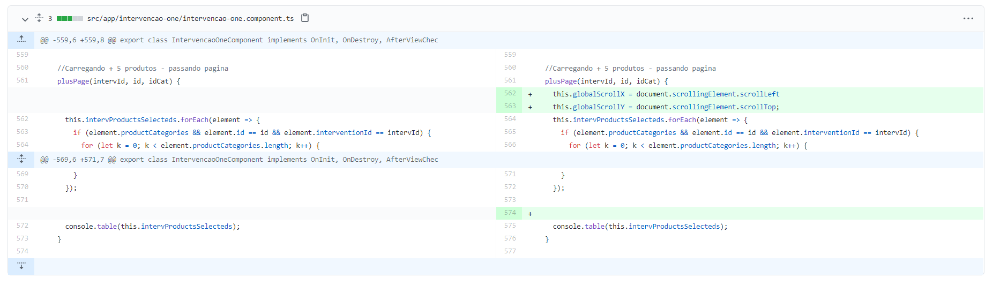 3 src/app/intervencao-one/intervencao-one.component.ts
@@ -559,6 +559,8 @@ export class IntervencaoOneComponent implements OnInit, OnDestroy, AfterViewChec
559 559
560 //Carregando + 5 produtos - passando pagina 560 //Carregando + 5 produtos - passando pagina
561 plusPage(intervId, id, idCat) { 561 plusPage(intervId, id, idCat) {
562 + this.globalScrollX = document.scrollingElement.scrollLeft
563 + this.globalScrollY = document.scrollingElement.scrollTop;
562 this.intervProductsSelecteds.forEach(element => { 564 this.intervProductsSelecteds.forEach(element => {
563 if (element.productCategories && element.id == id && element.interventionId == intervId) { 565 if (element.productCategories && element.id == id && element.interventionId == intervId) {
564 for (let k = 0; k < element.productCategories.length; k++) { 566 for (let k = 0; k < element.productCategories.length; k++) {
@@ -569,6 +571,7 @@ export class IntervencaoOneComponent implements OnInit, OnDestroy, AfterViewChec
569 } 571 }
570 }); 572 });
571 573
574 +
572 console.table(this.intervProductsSelecteds); 575 console.table(this.intervProductsSelecteds);
573 } 576 }
574 577